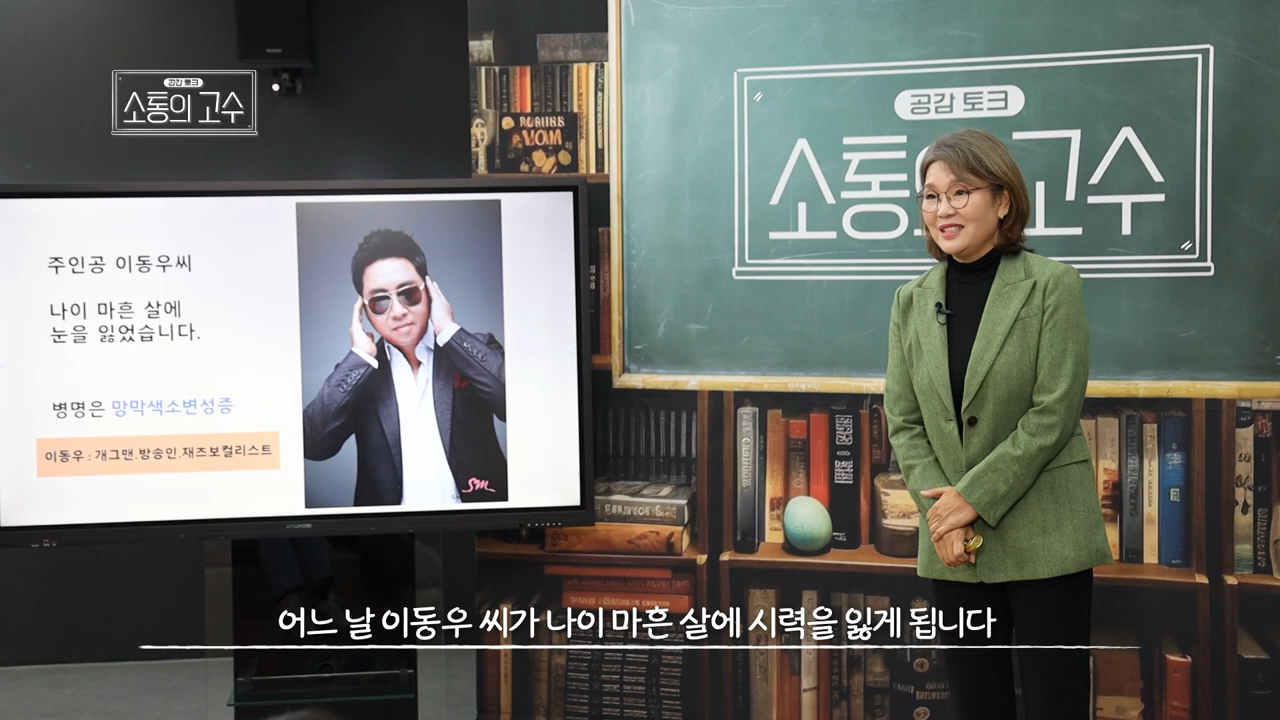 공감 토크
소통의 고수
공감 토크
소통의 고수
주인공 이동우씨
나이 마흔 살에
눈을 잃었습니다.
병명은 망막색소변성증
이동우 : 개그맨.방송인.재즈보컬리스트
SM
HYUNDAI
어느 날 이동우 씨가 나이 마흔 살에 시력을 잃게 됩니다